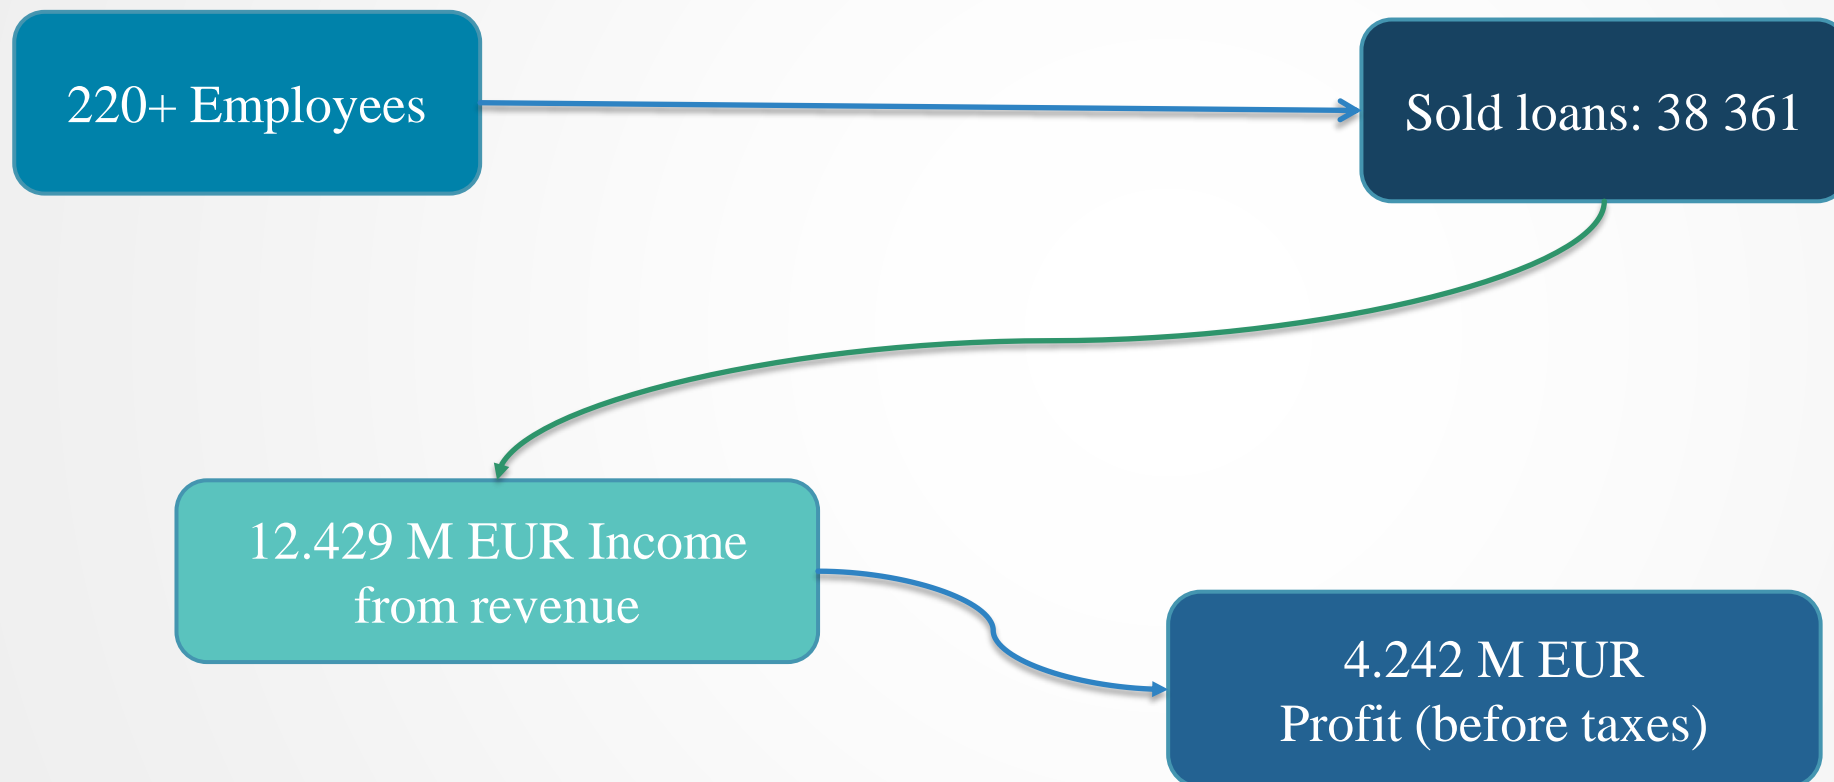 220+ Employees
Sold loans: 38 361
12.429 M EUR Income
from revenue
4.242 M EUR
Profit (before taxes)